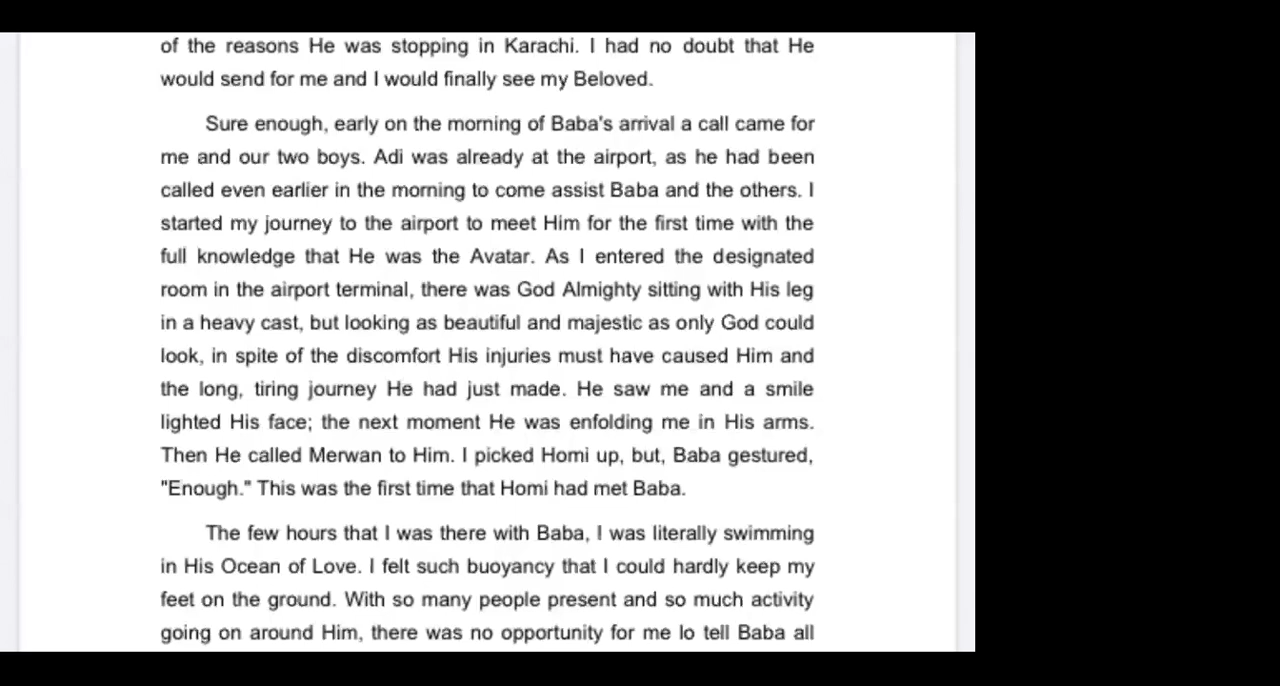 of the reasons He was stopping in Karachi. I had no doubt that He
would send for me and I would finally see my Beloved.
Sure enough, early on the morning of Baba's arrival a call came for
me and our two boys. Adi was already at the airport, as he had been
called even earlier in the morning to come assist Baba and the others. I
started my journey to the airport to meet Him for the first time with the
full knowledge that He was the Avatar. As I entered the designated
room in the airport terminal, there was God Almighty sitting with His leg
in a heavy cast, but looking as beautiful and majestic as only God could
look, in spite of the discomfort His injuries must have caused Him and
the long, tiring journey He had just made. He saw me and a smile
lighted His face; the next moment He was enfolding me in His arms.
Then He called Merwan to Him. I picked Homi up, but, Baba gestured,
"Enough." This was the first time that Homi had met Baba.
The few hours that I was there with Baba, I was literally swimming
in His Ocean of Love. I felt such buoyancy that I could hardly keep my
feet on the ground. With so many people present and so much activity
going on around Him, there was no opportunity for me lo tell Baba all